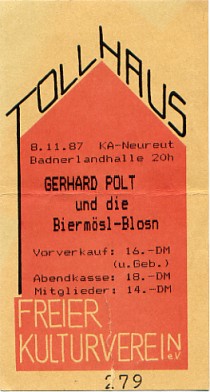 TOLLHAUS
8.11.87 KA-Neureut
Badnerlandhalle 20h
GERHARD POLT
und die
Biermösl-Blosn
Vorverkauf: 16.-DM
(u.Geb.)
Abendkasse: 18.-DM
Mitglieder: 14.-DM
FREIER
KULTURVEREIN e.V.
279